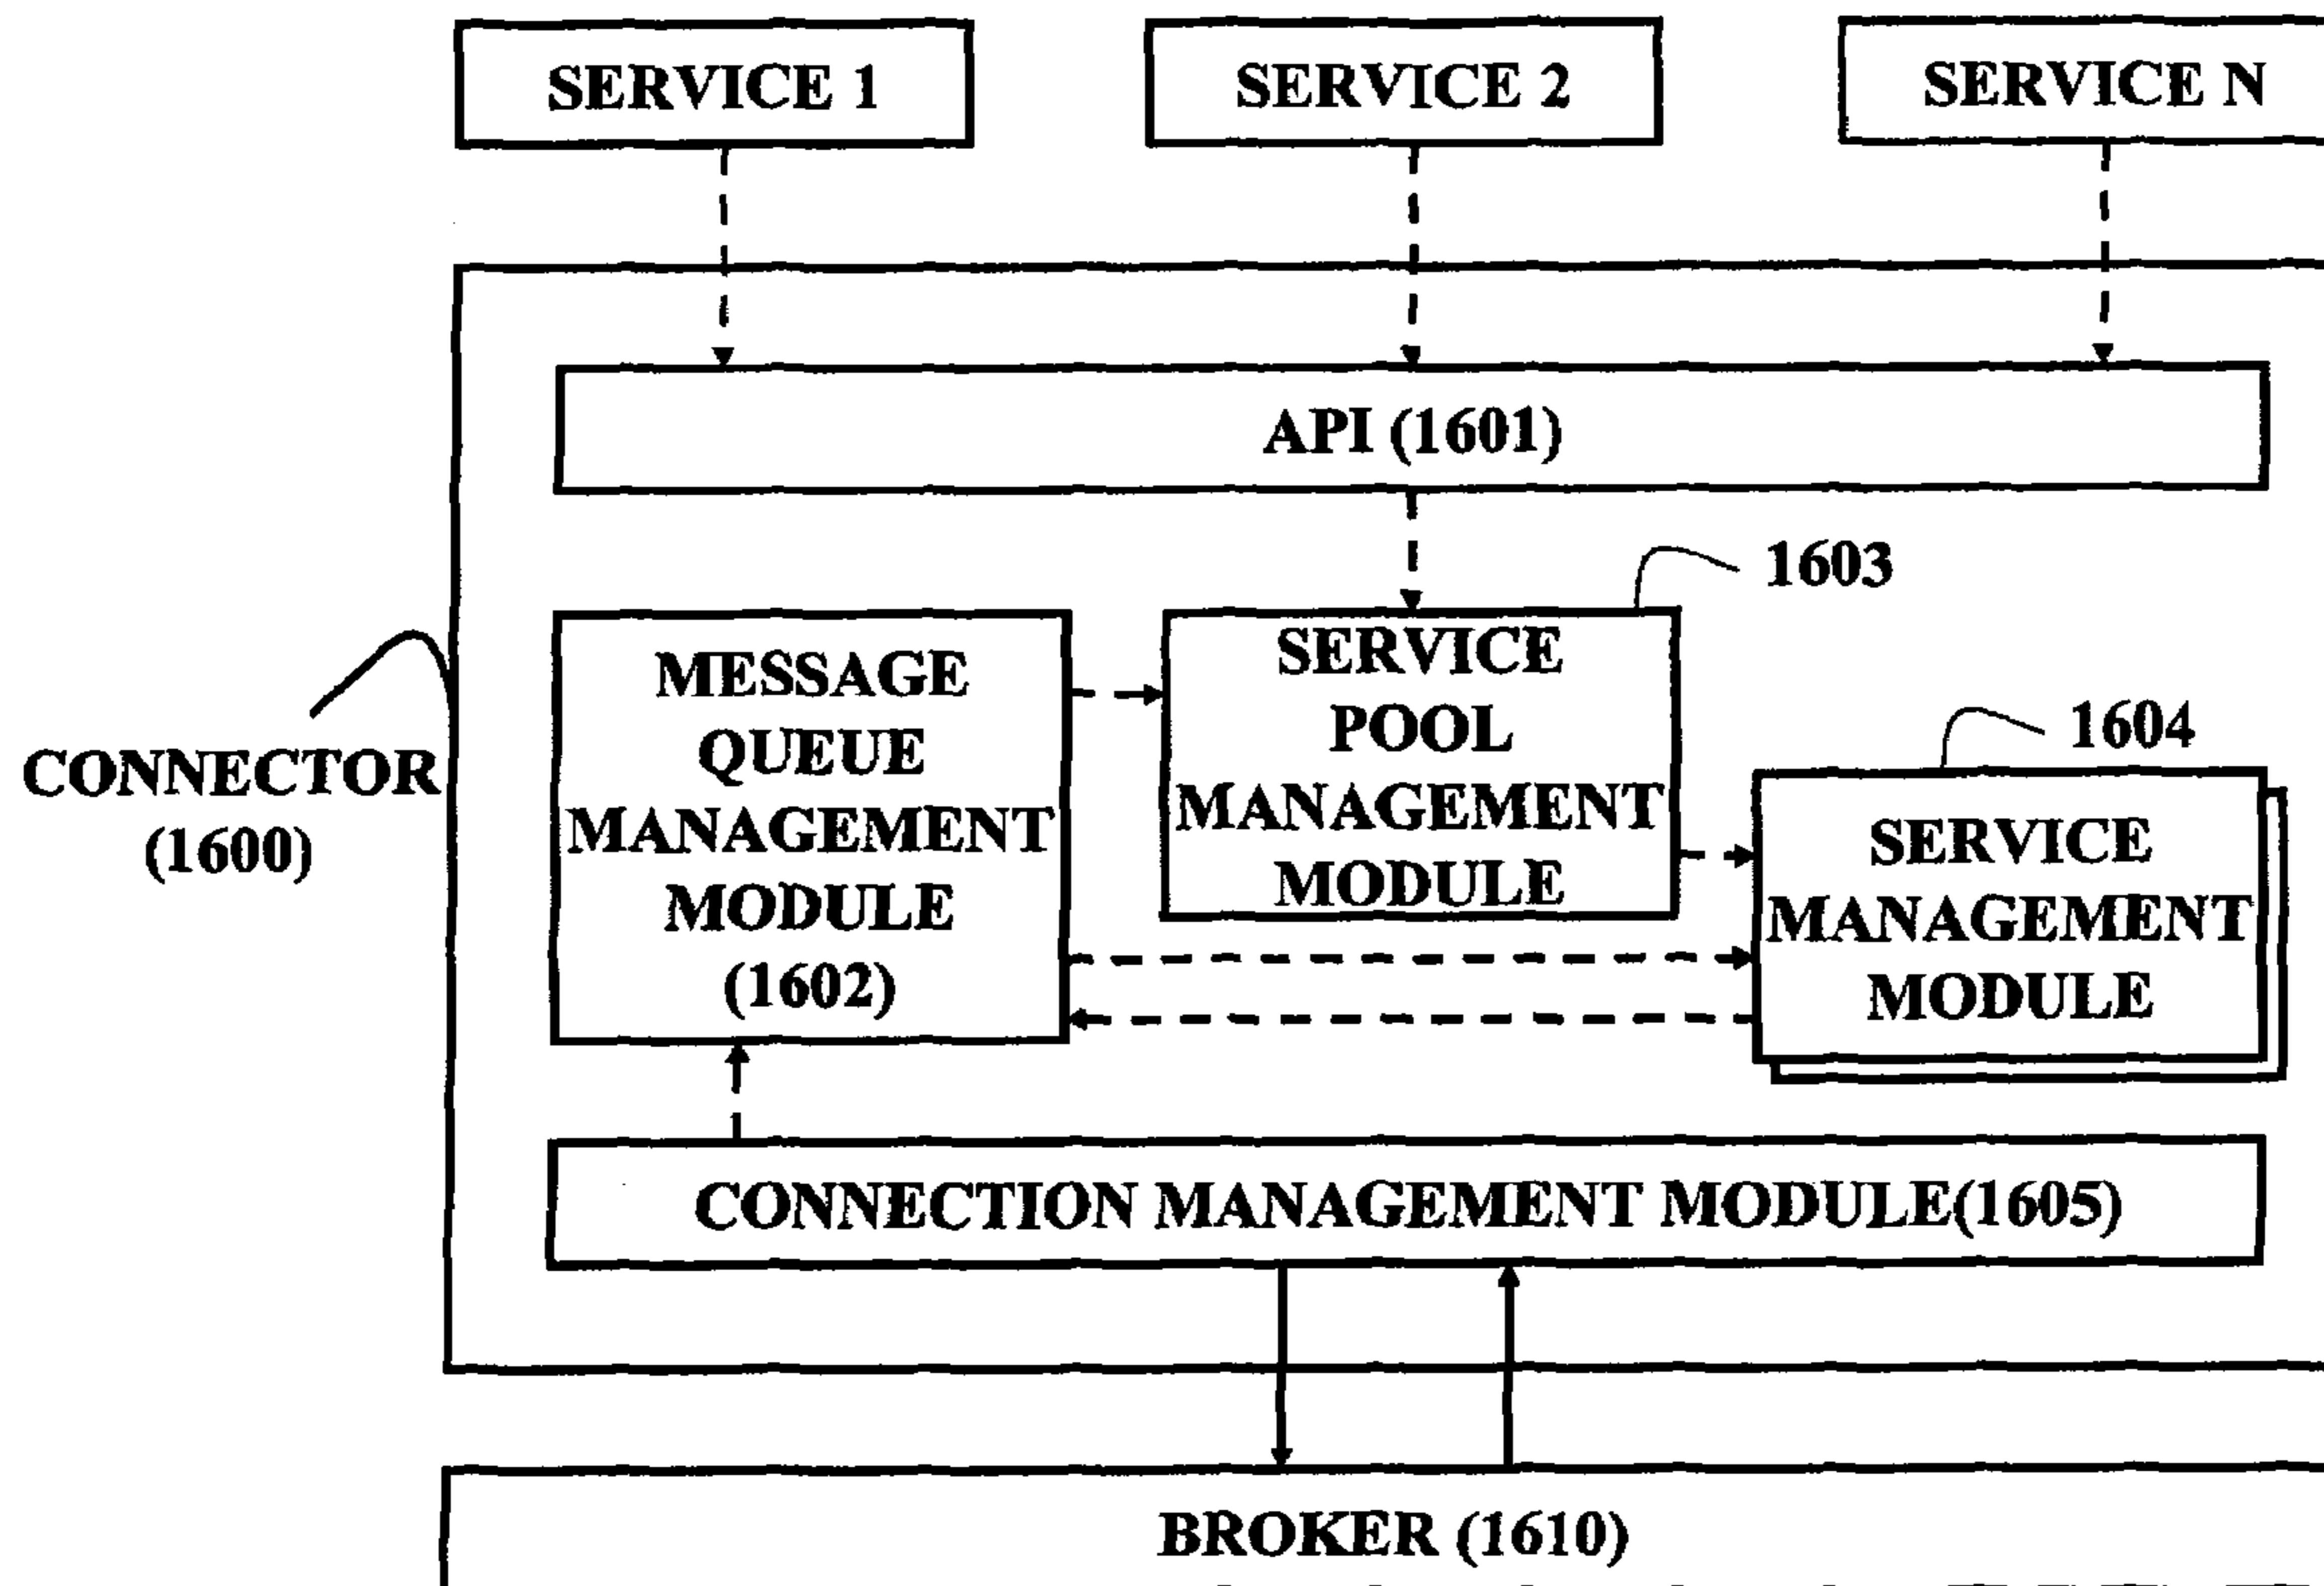 SERVICE 1
SERVICE 2
SERVICE N
API (1601)
1603
SERVICE
POOL
MANAGEMENT
MODULE
MESSAGE
QUEUE
MANAGEMENT
MODULE
(1602)
1604
SERVICE
MANAGEMENT
MODULE
CONNECTOR
(1600)
CONNECTION MANAGEMENT MODULE(1605)
BROKER (1610)